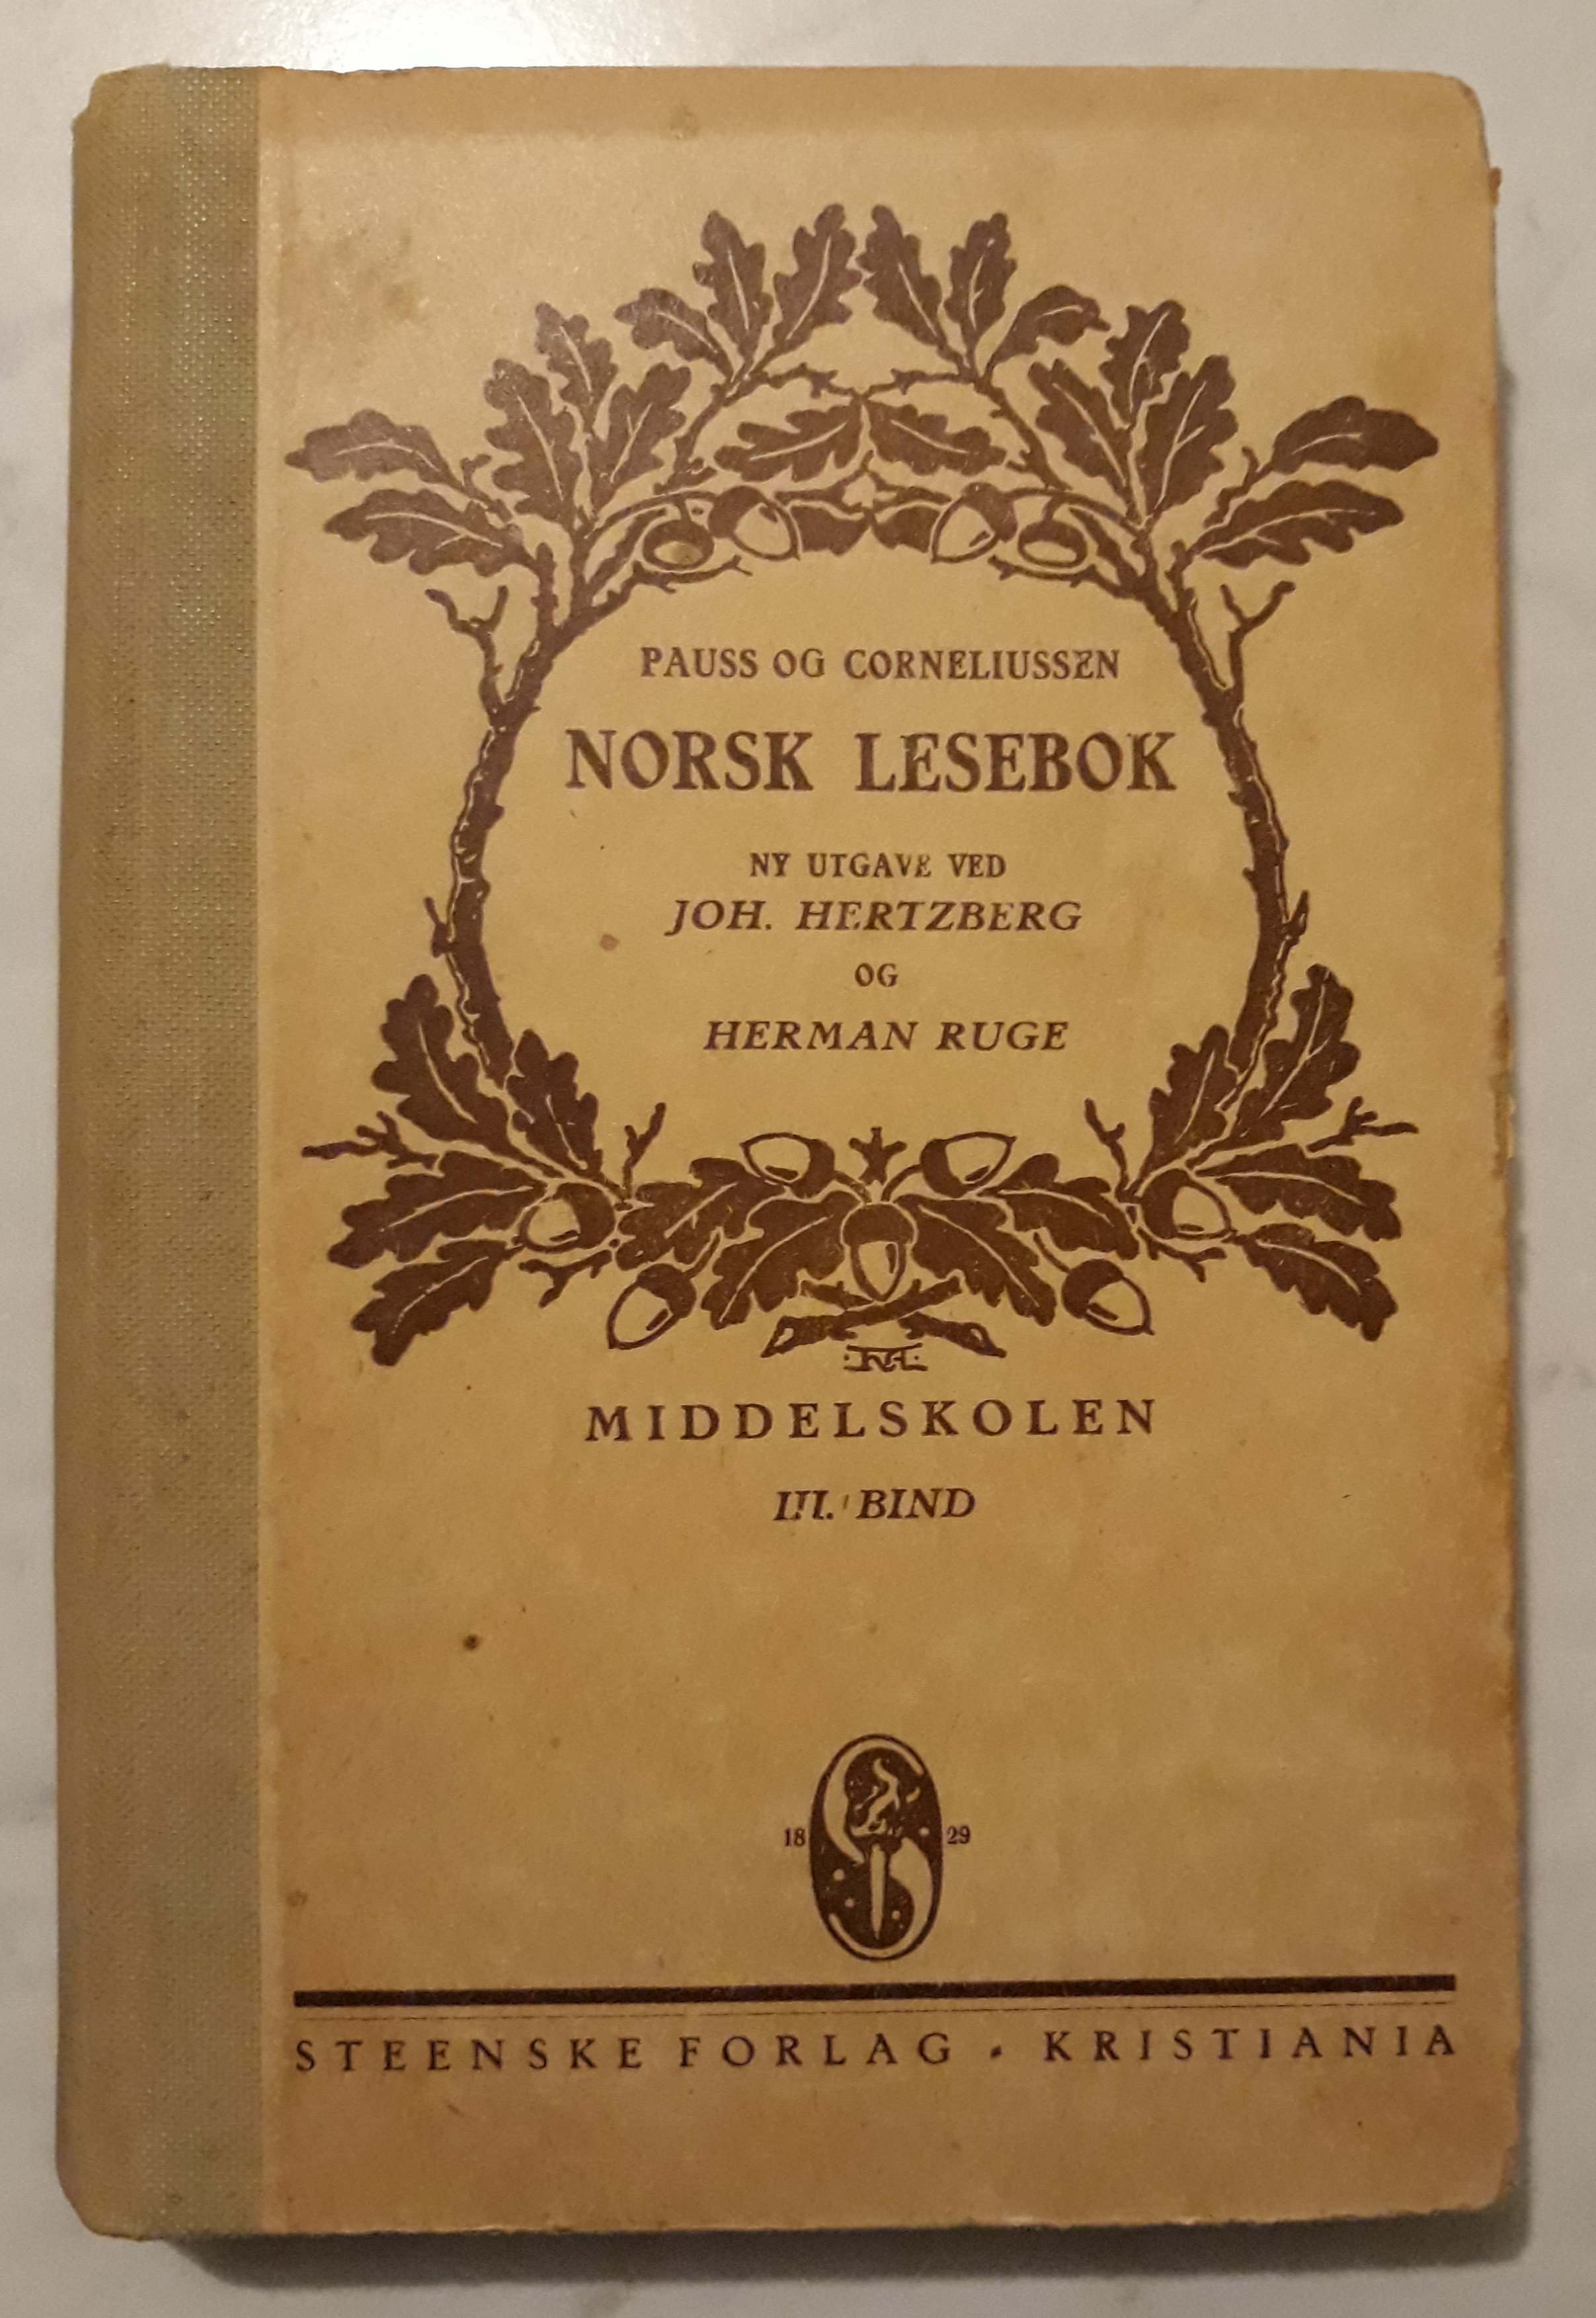 PAUSS OG CORNELIUSSEN
NORSK LESEBOK
NY UTGAVE VED
JOH. HERTZBERG
OG
HERMAN RUGE
MIDDELSKOLEN
III. BIND
18 29
STEENSKE FORLAG · KRISTIANIA